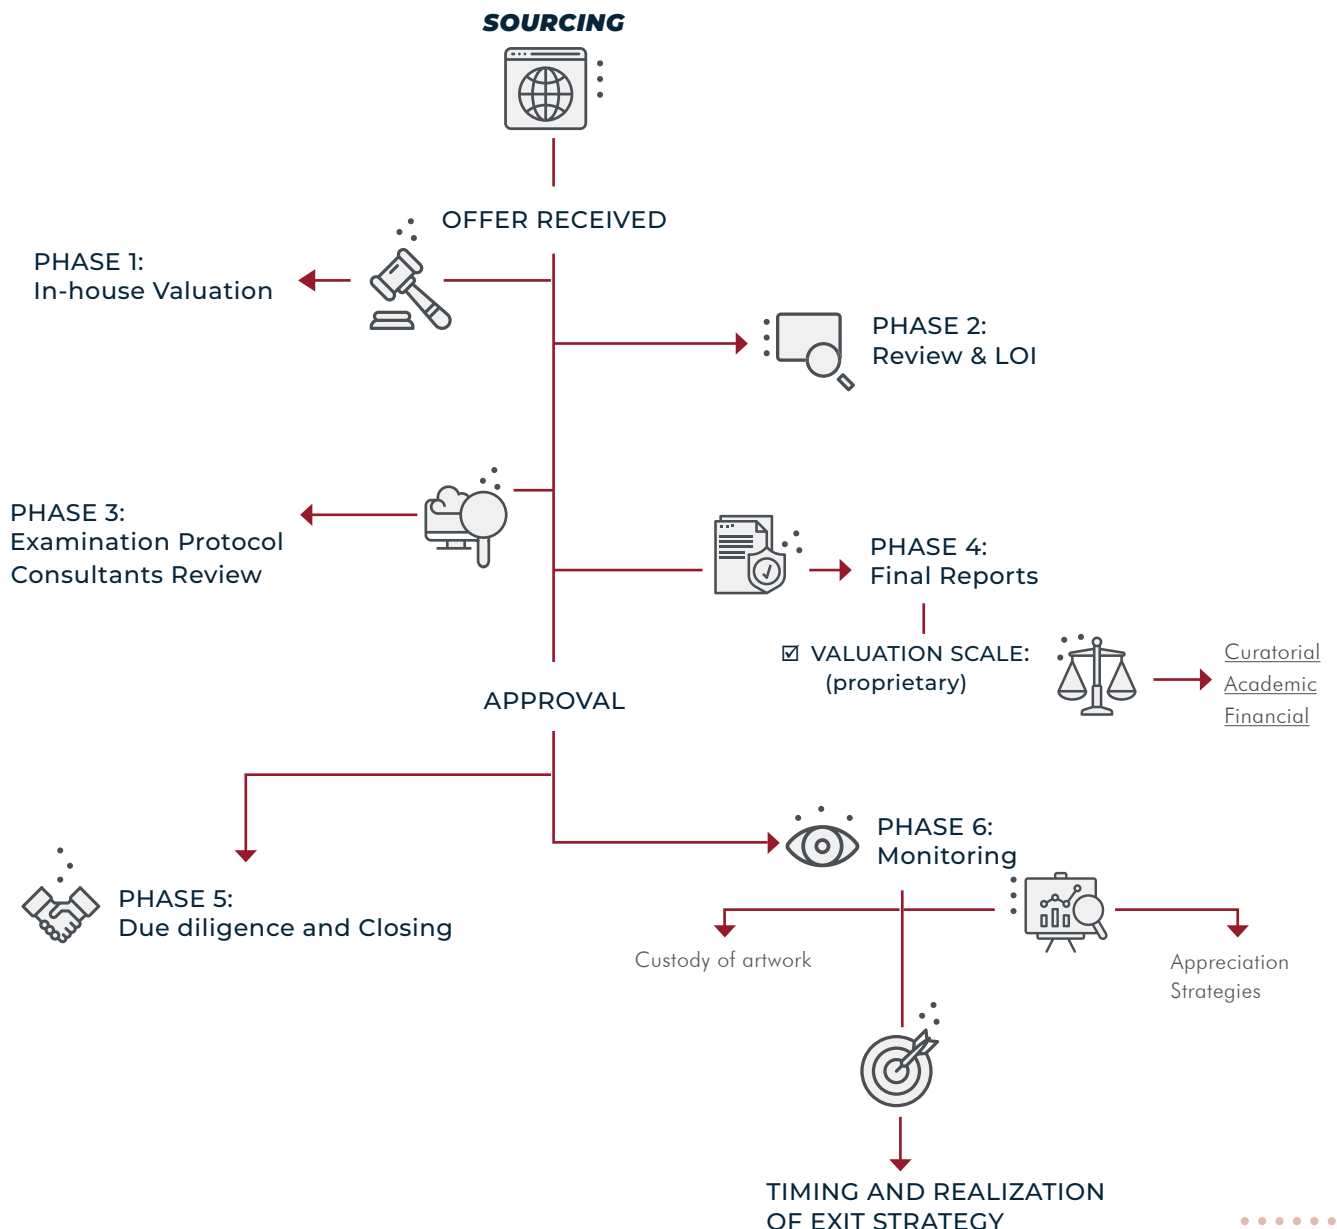 SOURCING
OFFER RECEIVED
PHASE 1:
In-house Valuation
PHASE 2:
Review & LOI
PHASE 3:
Examination Protocol
Consultants Review
PHASE 4:
Final Reports
☑ VALUATION SCALE:
(proprietary)
Curatorial
Academic
Financial
APPROVAL
PHASE 5:
Due diligence and Closing
PHASE 6:
Monitoring
Custody of artwork
Appreciation
Strategies
TIMING AND REALIZATION
OF EXIT STRATEGY